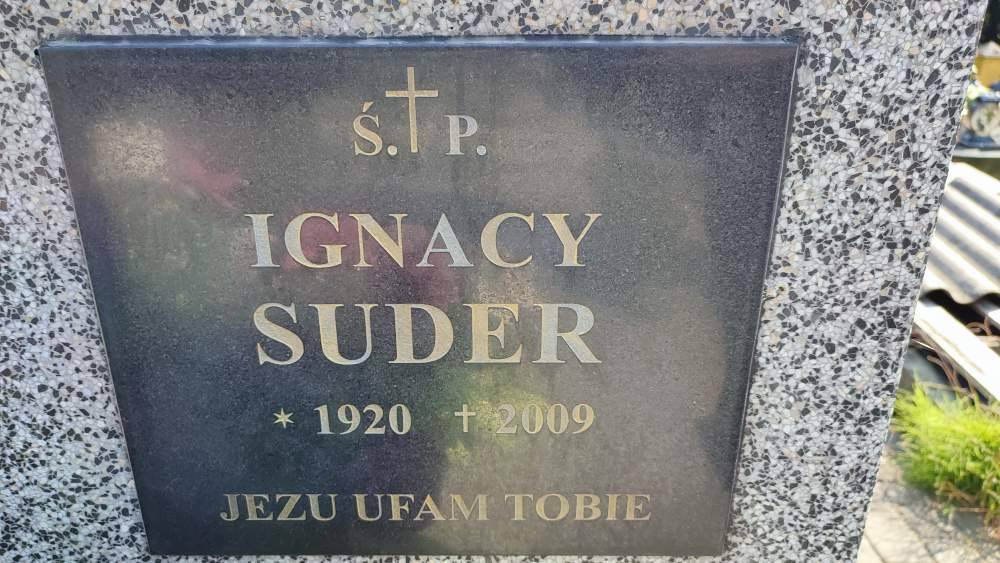 Ś. † P.
IGNACY
SUDER
* 1920 † 2009
JEZU UFAM TOBIE